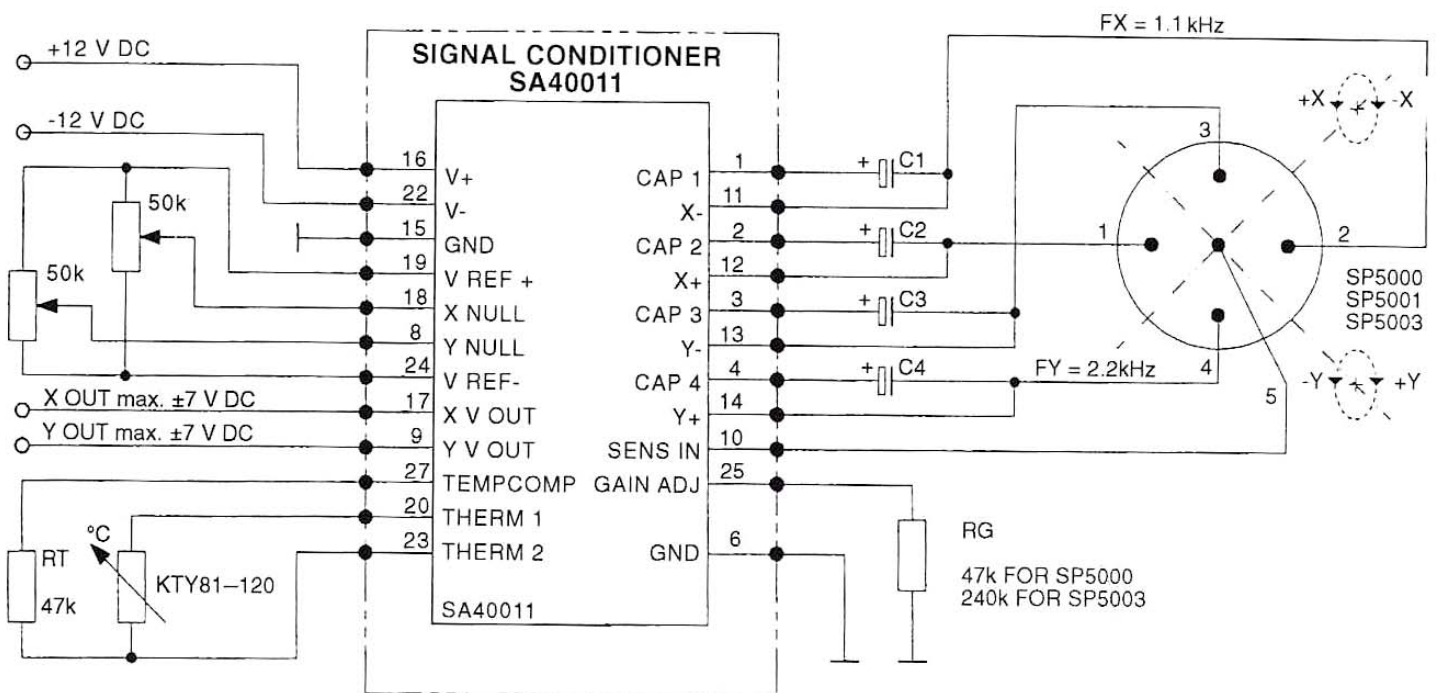 FX = 1.1 kHz
+12 V DC
SIGNAL CONDITIONER
SA40011
-12 V DC
+X -X
3
16 V+ CAP 1 1 + C1
22 V- X- 11
50k
15 GND CAP 2 2 + C2
1 2
19 V REF + X+ 12
50k
SP5000
18 X NULL CAP 3 3 + C3
SP5001
SP5003
8 Y NULL Y- 13
24 V REF- CAP 4 4 + C4 FY = 2.2kHz 4
-Y +Y
X OUT max. ±7 V DC
17 X V OUT Y+ 14
5
Y OUT max. ±7 V DC
9 Y V OUT SENS IN 10
27 TEMPCOMP GAIN ADJ 25
20 THERM 1
°C
RG
23 THERM 2 GND 6
RT
KTY81–120
47k FOR SP5000
47k
240k FOR SP5003
SA40011